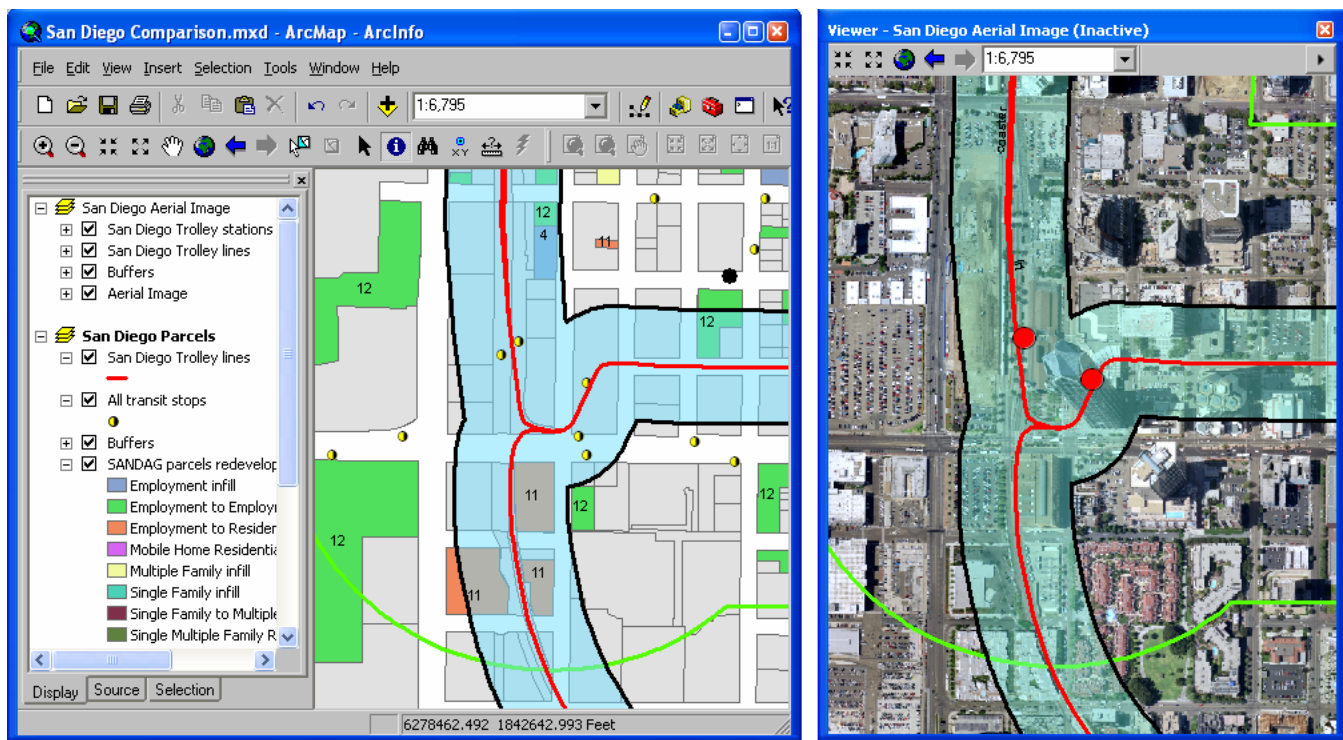 San Diego Comparison.mxd - ArcMap - ArcInfo
File Edit View Insert Selection Tools Window Help
1:6,795
XY
1:1
San Diego Aerial Image
San Diego Trolley stations
San Diego Trolley lines
Buffers
Aerial Image
San Diego Parcels
San Diego Trolley lines
All transit stops
Buffers
SANDAG parcels redevelop
Employment infill
Employment to Employ
Employment to Residen
Mobile Home Residentia
Multiple Family infill
Single Family infill
Single Family to Multiple
Single Multiple Family R
Display Source Selection
6278462.492 1842642.993 Feet
12
4
11
12
12
11
12
12
12
11
11
Viewer - San Diego Aerial Image (Inactive)
1:6,795
Coaster